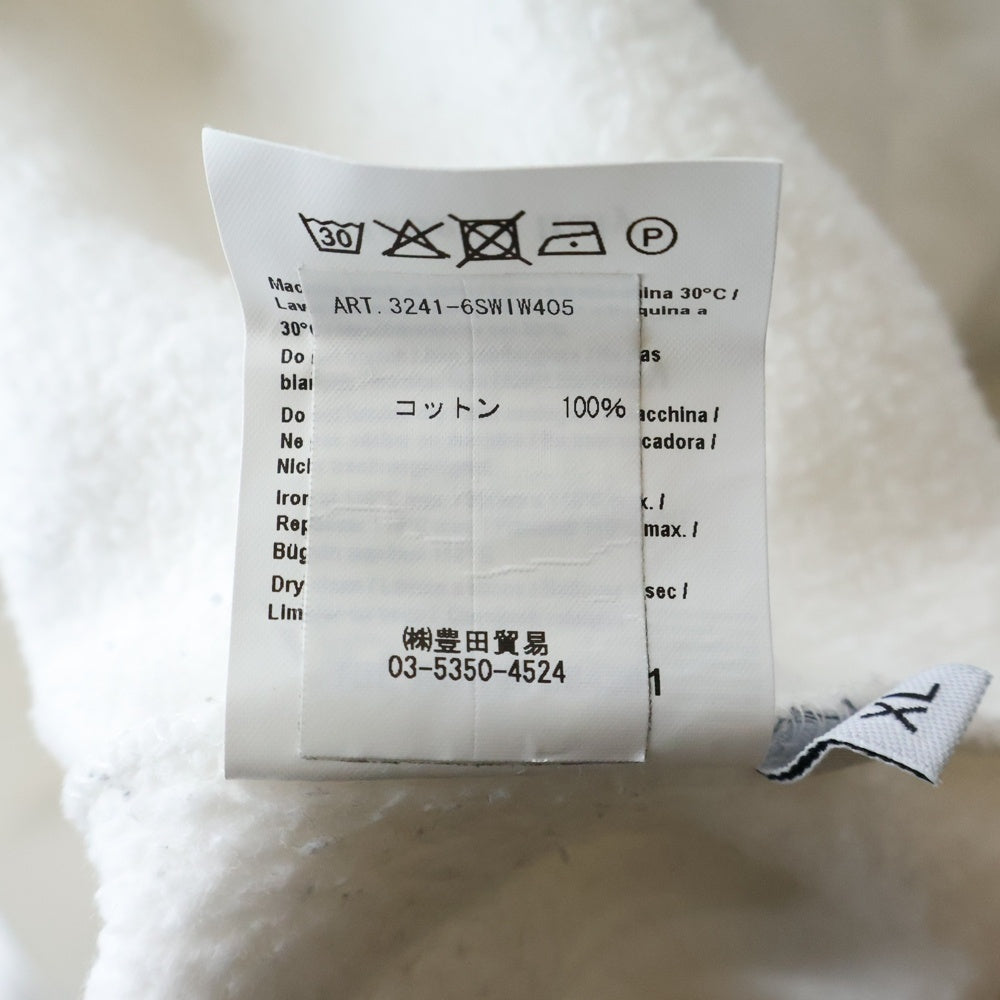 30 P
Mac ina 30°C /
Lav quina a
30°
ART. 3241-6SWIW405
Do as
blan
コットン 100%
Do acchina /
Ne cadora /
Nich
Iron x. /
Rep max. /
Büg
Dry sec /
Lim
㈱豊田貿易
03-5350-4524
1
XL